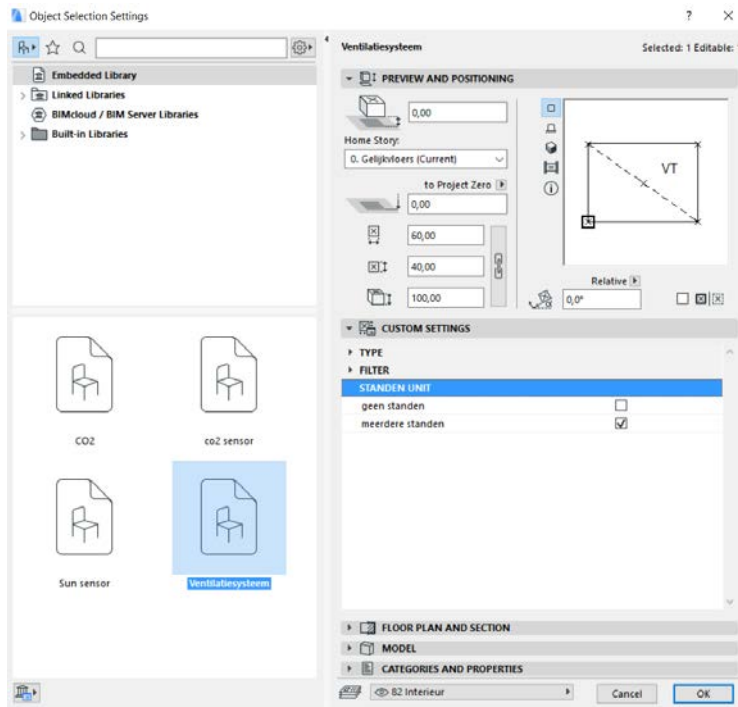 Object Selection Settings
?
Embedded Library
Linked Libraries
BIMcloud / BIM Server Libraries
Built-in Libraries
CO2
co2 sensor
Sun sensor
Ventilatiesysteem
4
Ventilatiesysteem
Selected: 1 Editable:
PREVIEW AND POSITIONING
0,00
Home Story:
0. Gelijkvloers (Current)
to Project Zero
0,00
60,00
40,00
100,00
VT
Relative
0,0°
CUSTOM SETTINGS
TYPE
FILTER
STANDEN UNIT
geen standen
meerdere standen
FLOOR PLAN AND SECTION
MODEL
CATEGORIES AND PROPERTIES
82 Interieur
Cancel
OK